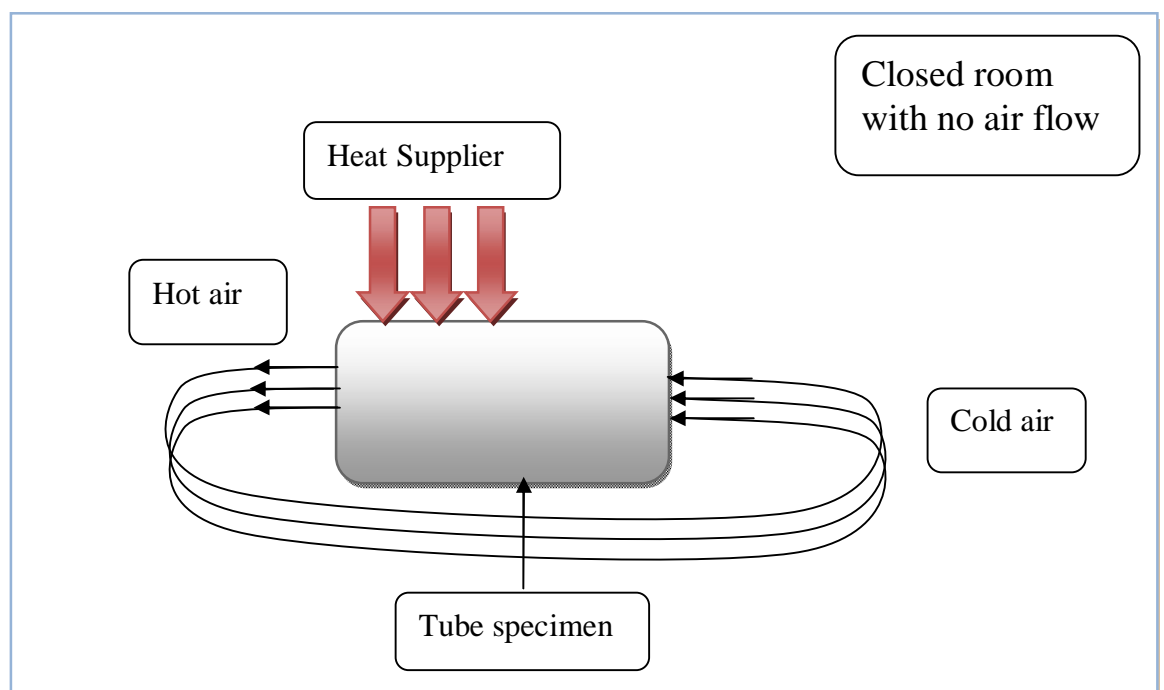 Closed room
with no air flow
Heat Supplier
Hot air
Cold air
Tube specimen